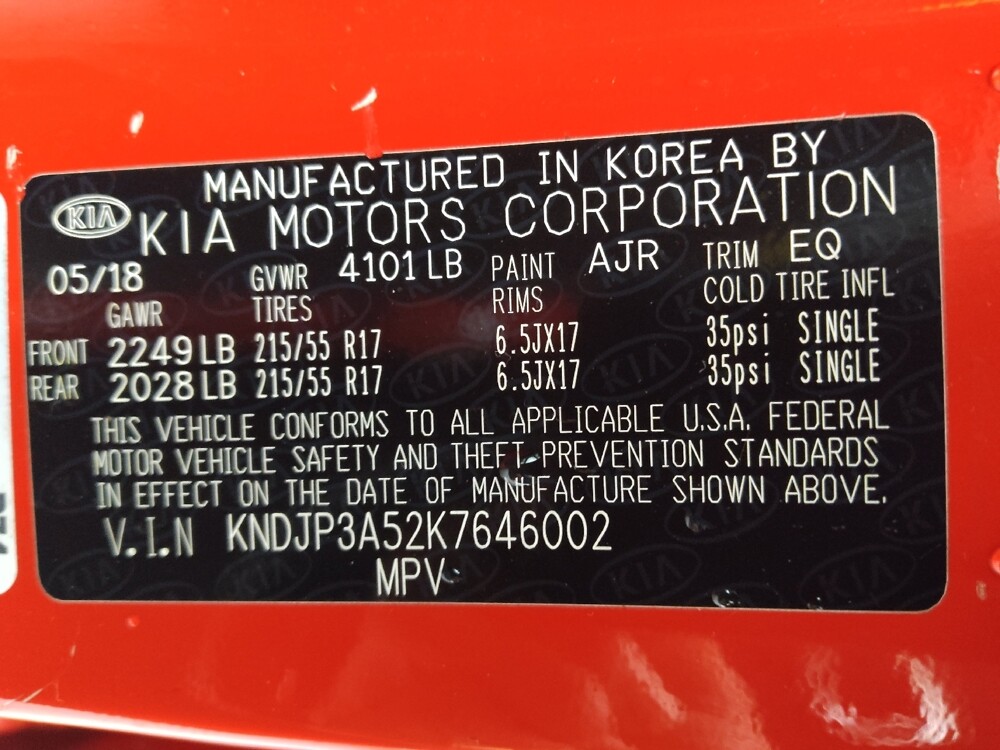 MANUFACTURED IN KOREA BY
KIA KIA MOTORS CORPORATION
05/18 GVWR 4101 LB PAINT AJR TRIM EQ
GAWR TIRES RIMS COLD TIRE INFL
FRONT 2249 LB 215/55 R17 6.5JX17 35psi SINGLE
REAR 2028 LB 215/55 R17 6.5JX17 35psi SINGLE
THIS VEHICLE CONFORMS TO ALL APPLICABLE U.S.A. FEDERAL
MOTOR VEHICLE SAFETY AND THEFT PREVENTION STANDARDS
IN EFFECT ON THE DATE OF MANUFACTURE SHOWN ABOVE.
V.I.N KNDJP3A52K7646002
MPV